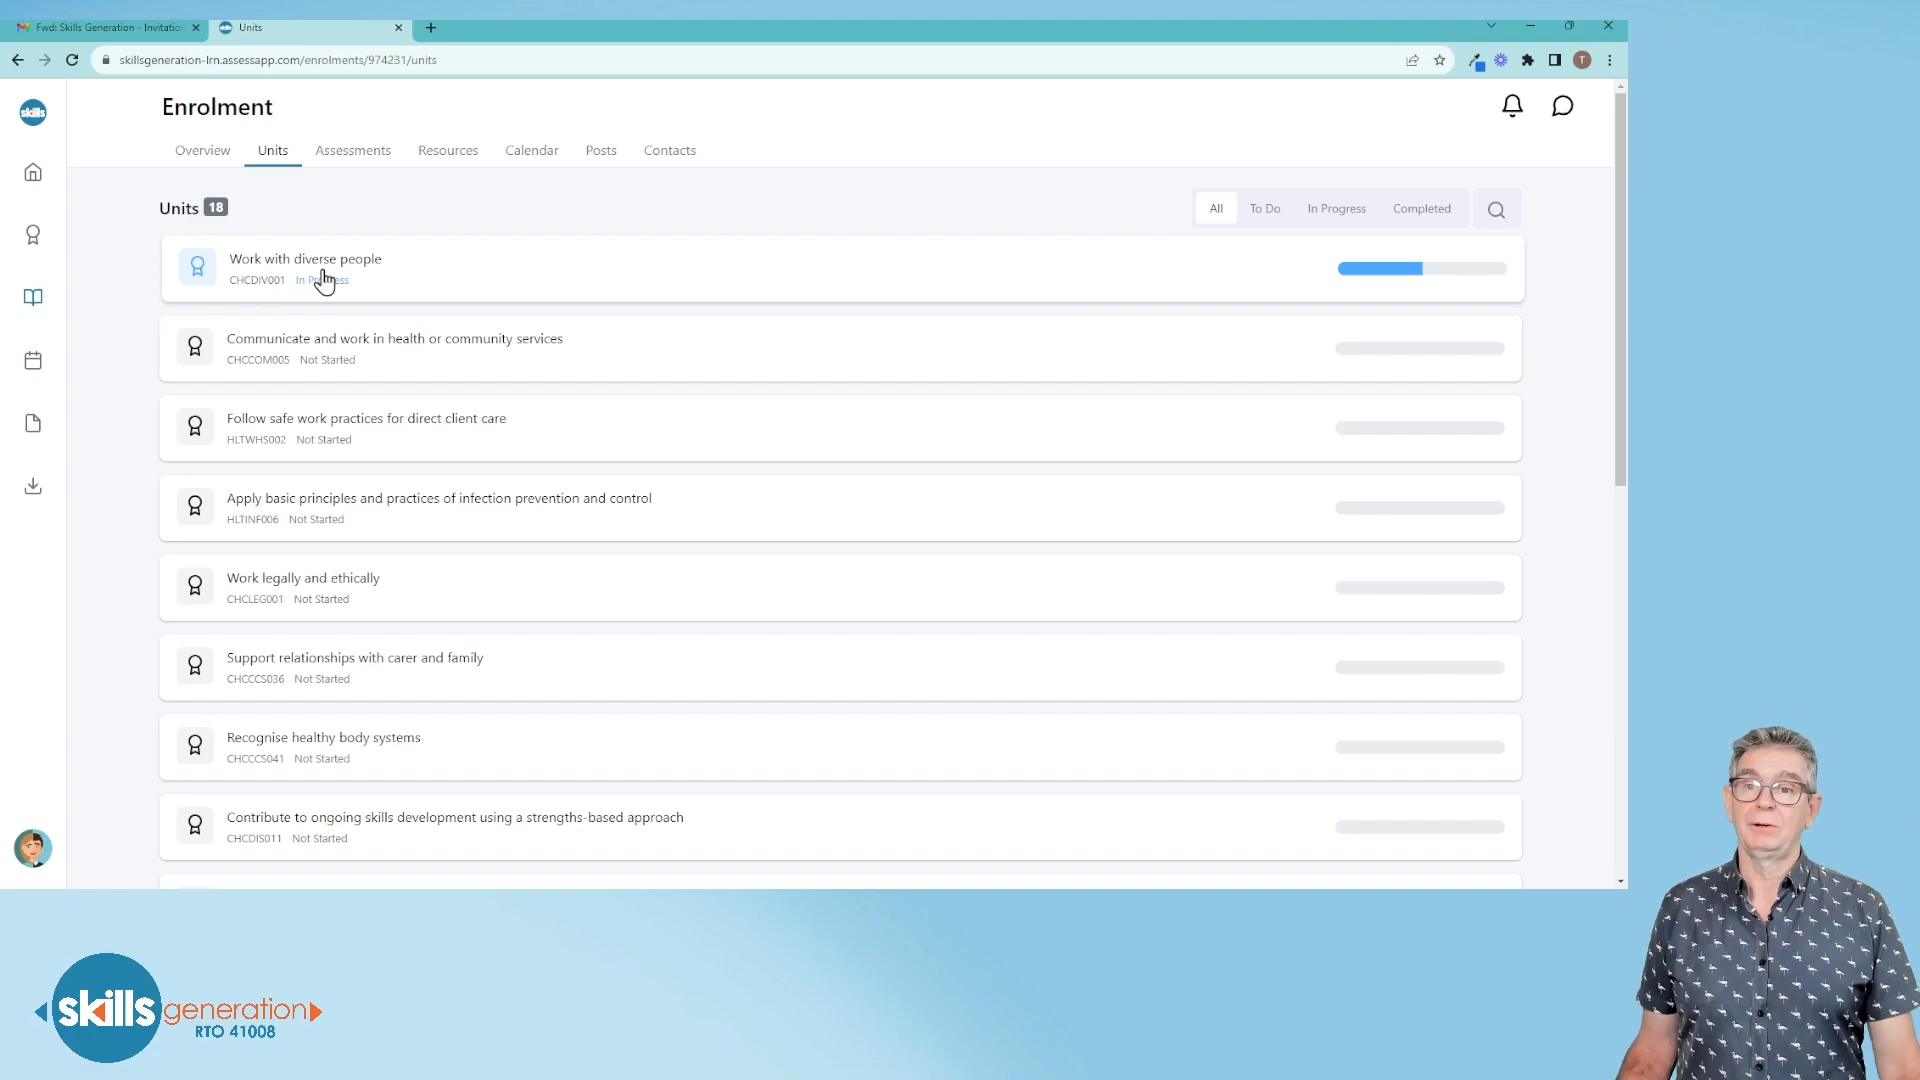 Fwd: Skills Generation - Invitatio
Units
skillsgeneration-lrn.assessapp.com/enrolments/974231/units
T
skills
Enrolment
Overview Units Assessments Resources Calendar Posts Contacts
Units 18
All To Do In Progress Completed
Work with diverse people
CHCDIV001 In Progress
Communicate and work in health or community services
CHCCOM005 Not Started
Follow safe work practices for direct client care
HLTWHS002 Not Started
Apply basic principles and practices of infection prevention and control
HLTINF006 Not Started
Work legally and ethically
CHCLEG001 Not Started
Support relationships with carer and family
CHCCCS036 Not Started
Recognise healthy body systems
CHCCCS041 Not Started
Contribute to ongoing skills development using a strengths-based approach
CHCDIS011 Not Started
skills generation
RTO 41008